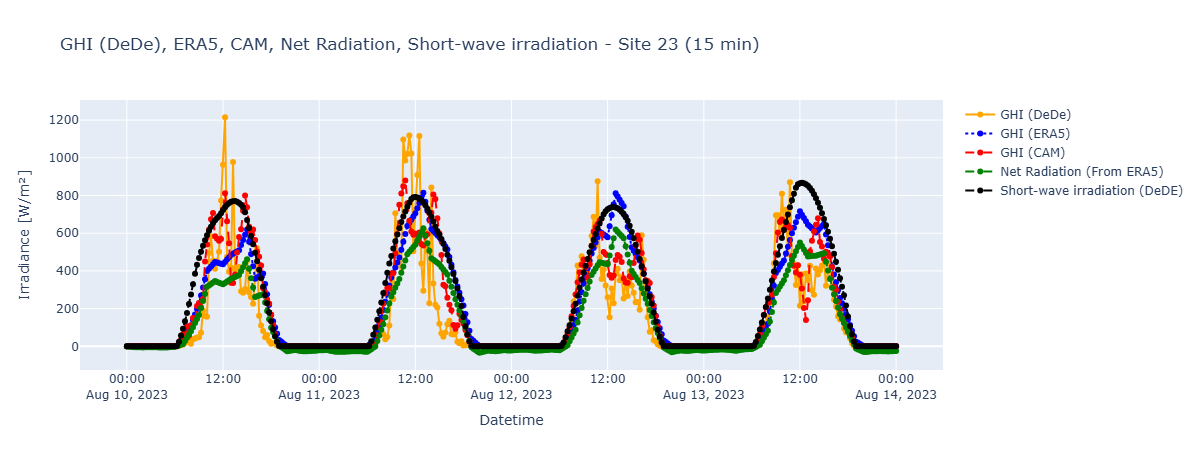 GHI (DeDe), ERA5, CAM, Net Radiation, Short-wave irradiation - Site 23 (15 min)
GHI (DeDe)
GHI (ERA5)
GHI (CAM)
Net Radiation (From ERA5)
Short-wave irradiation (DeDE)
Irradiance [W/m²]
1200
1000
800
600
400
200
0
00:00 12:00 00:00 12:00 00:00 12:00 00:00 12:00 00:00
Aug 10, 2023 Aug 11, 2023 Aug 12, 2023 Aug 13, 2023 Aug 14, 2023
Datetime